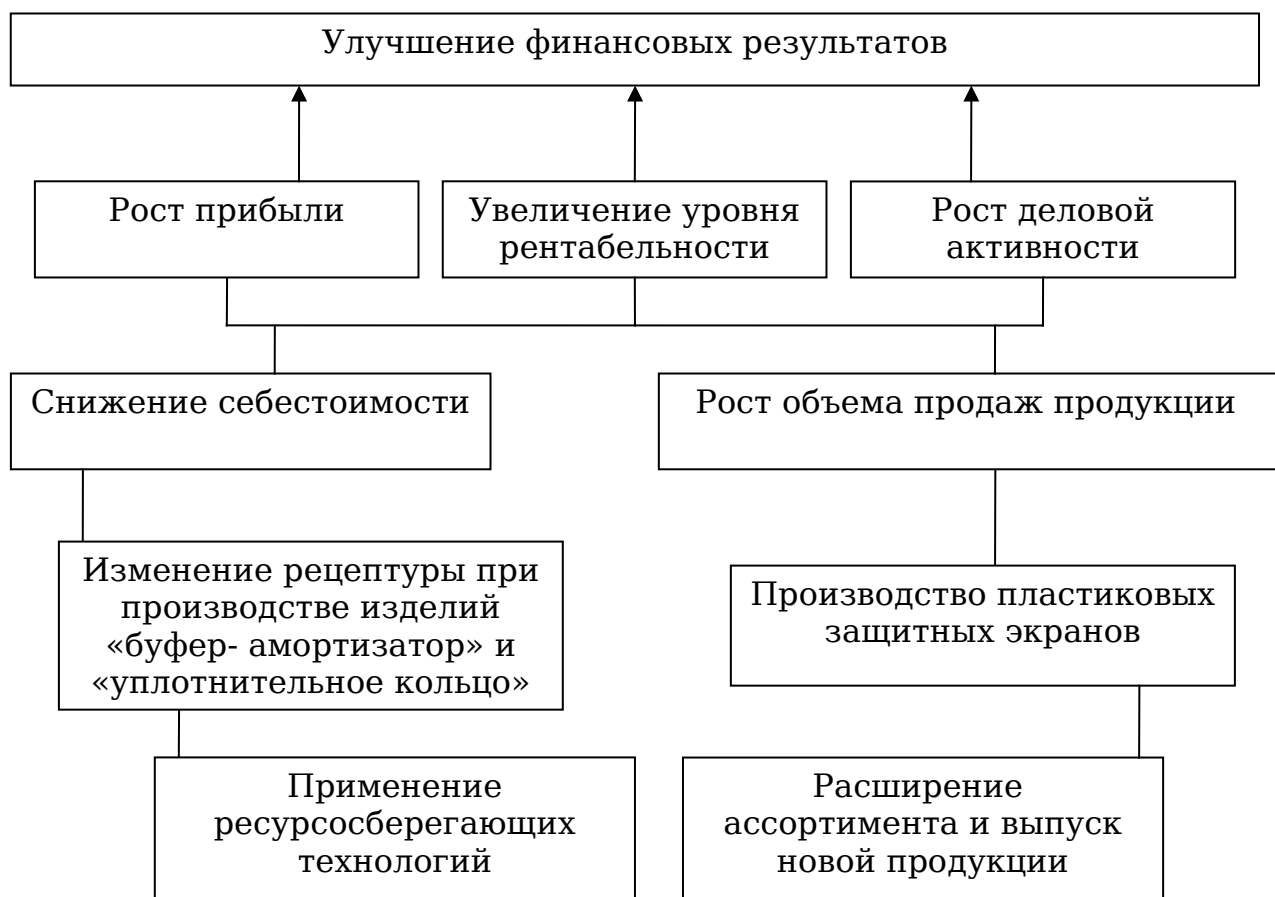 Улучшение финансовых результатов
Рост прибыли
Увеличение уровня
рентабельности
Рост деловой
активности
Снижение себестоимости
Рост объема продаж продукции
Изменение рецептуры при
производстве изделий
«буфер- амортизатор» и
«уплотнительное кольцо»
Производство пластиковых
защитных экранов
Применение
ресурсосберегающих
технологий
Расширение
ассортимента и выпуск
новой продукции